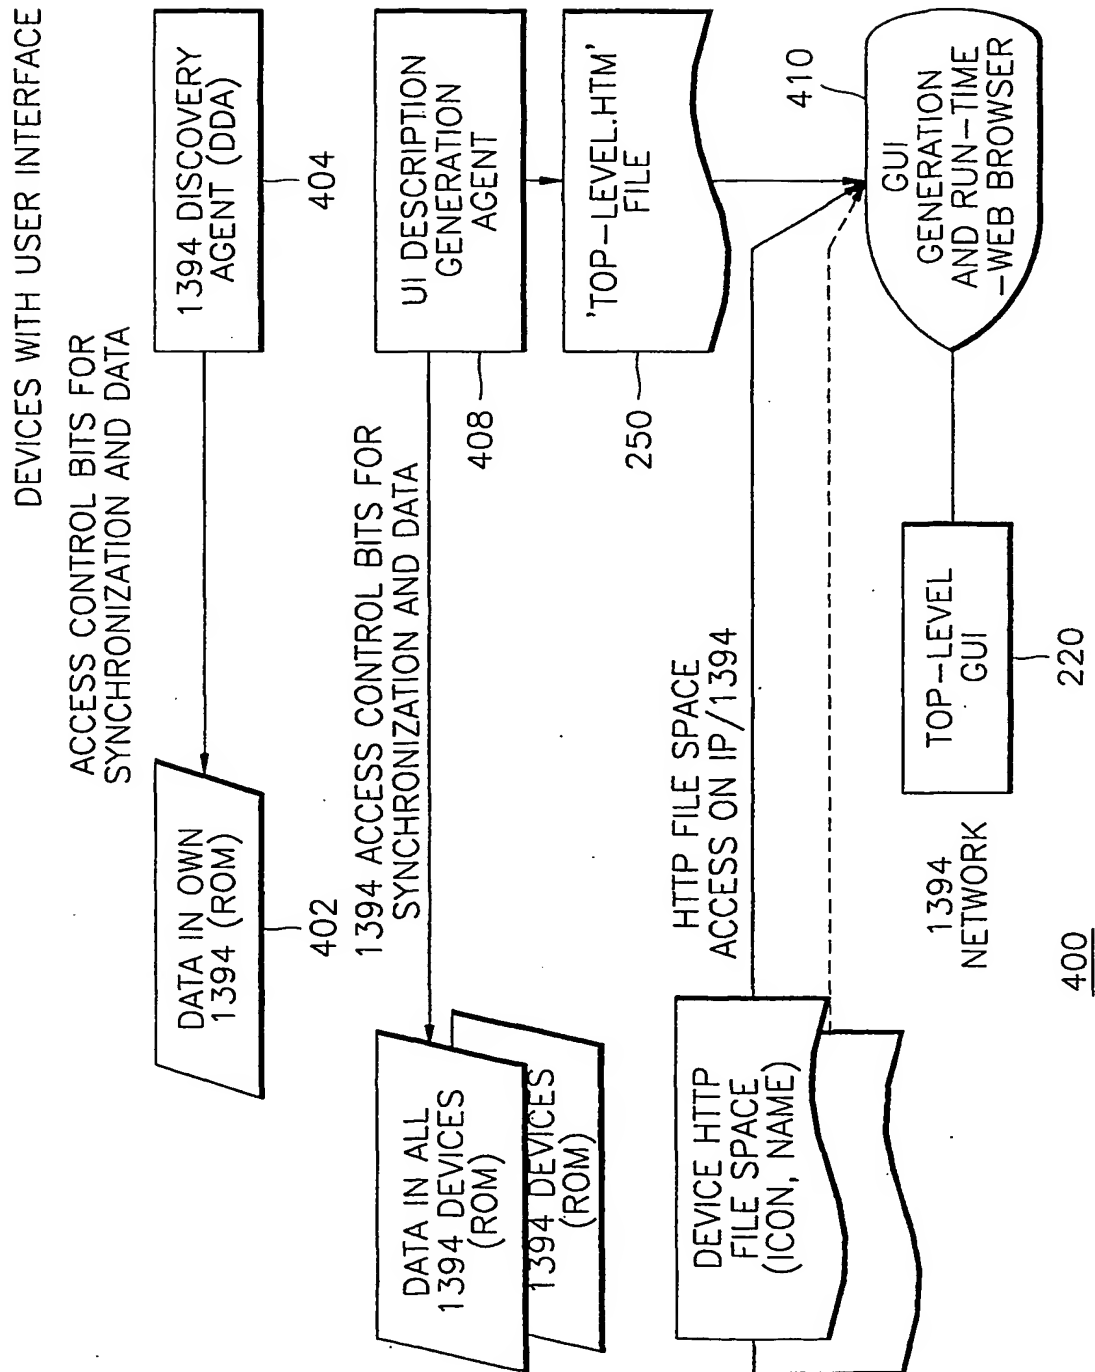 DEVICES WITH USER INTERFACE
ACCESS CONTROL BITS FOR
SYNCHRONIZATION AND DATA
DATA IN OWN
1394 (ROM)
402
1394 DISCOVERY
AGENT (DDA)
404
1394 ACCESS CONTROL BITS FOR
SYNCHRONIZATION AND DATA
DATA IN ALL
1394 DEVICES
(ROM)
1394 DEVICES
(ROM)
UI DESCRIPTION
GENERATION
AGENT
408
'TOP-LEVEL.HTM'
FILE
250
HTTP FILE SPACE
ACCESS ON IP/1394
DEVICE HTTP
FILE SPACE
(ICON, NAME)
410
GUI
GENERATION
AND RUN-TIME
-WEB BROWSER
TOP-LEVEL
GUI
220
1394
NETWORK
400